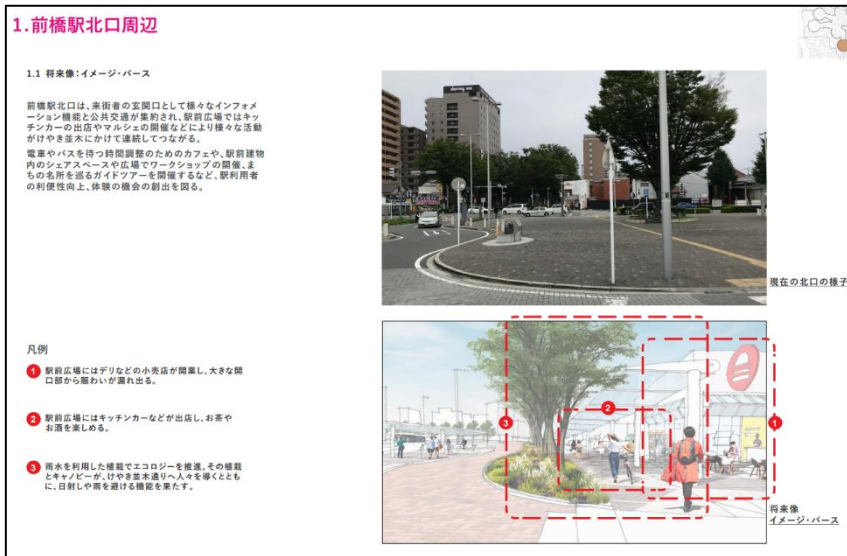 1.前橋駅北口周辺
1.1 将来像:イメージ・パース
前橋駅北口は、来街者の玄関口として様々なインフォメ
ーション機能と公共交通が集約され、駅前広場ではキッ
チンカーの出店やマルシェの開催などにより様々な活動
がけやき並木にかけて連続してつながる。
電車やバスを待つ時間調整のためのカフェや、駅前建物
内のシェアスペースや広場でワークショップの開催、ま
ちの名所を巡るガイドツアーを開催するなど、駅利用者
の利便性向上、体験の機会の創出を図る。
現在の北口の様子
凡例
1 駅前広場にはデリなどの小売店が開業し、大きな開
口部から賑わいが漏れ出る。
2 駅前広場にはキッチンカーなどが出店し、お茶や
お酒を楽しめる。
3 雨水を利用した植栽でエコロジーを推進。その植栽
とキャノピーが、けやき並木通りへ人々を導くととも
に、日射しや雨を避ける機能を果たす。
3
2
1
将来像
イメージ・パース